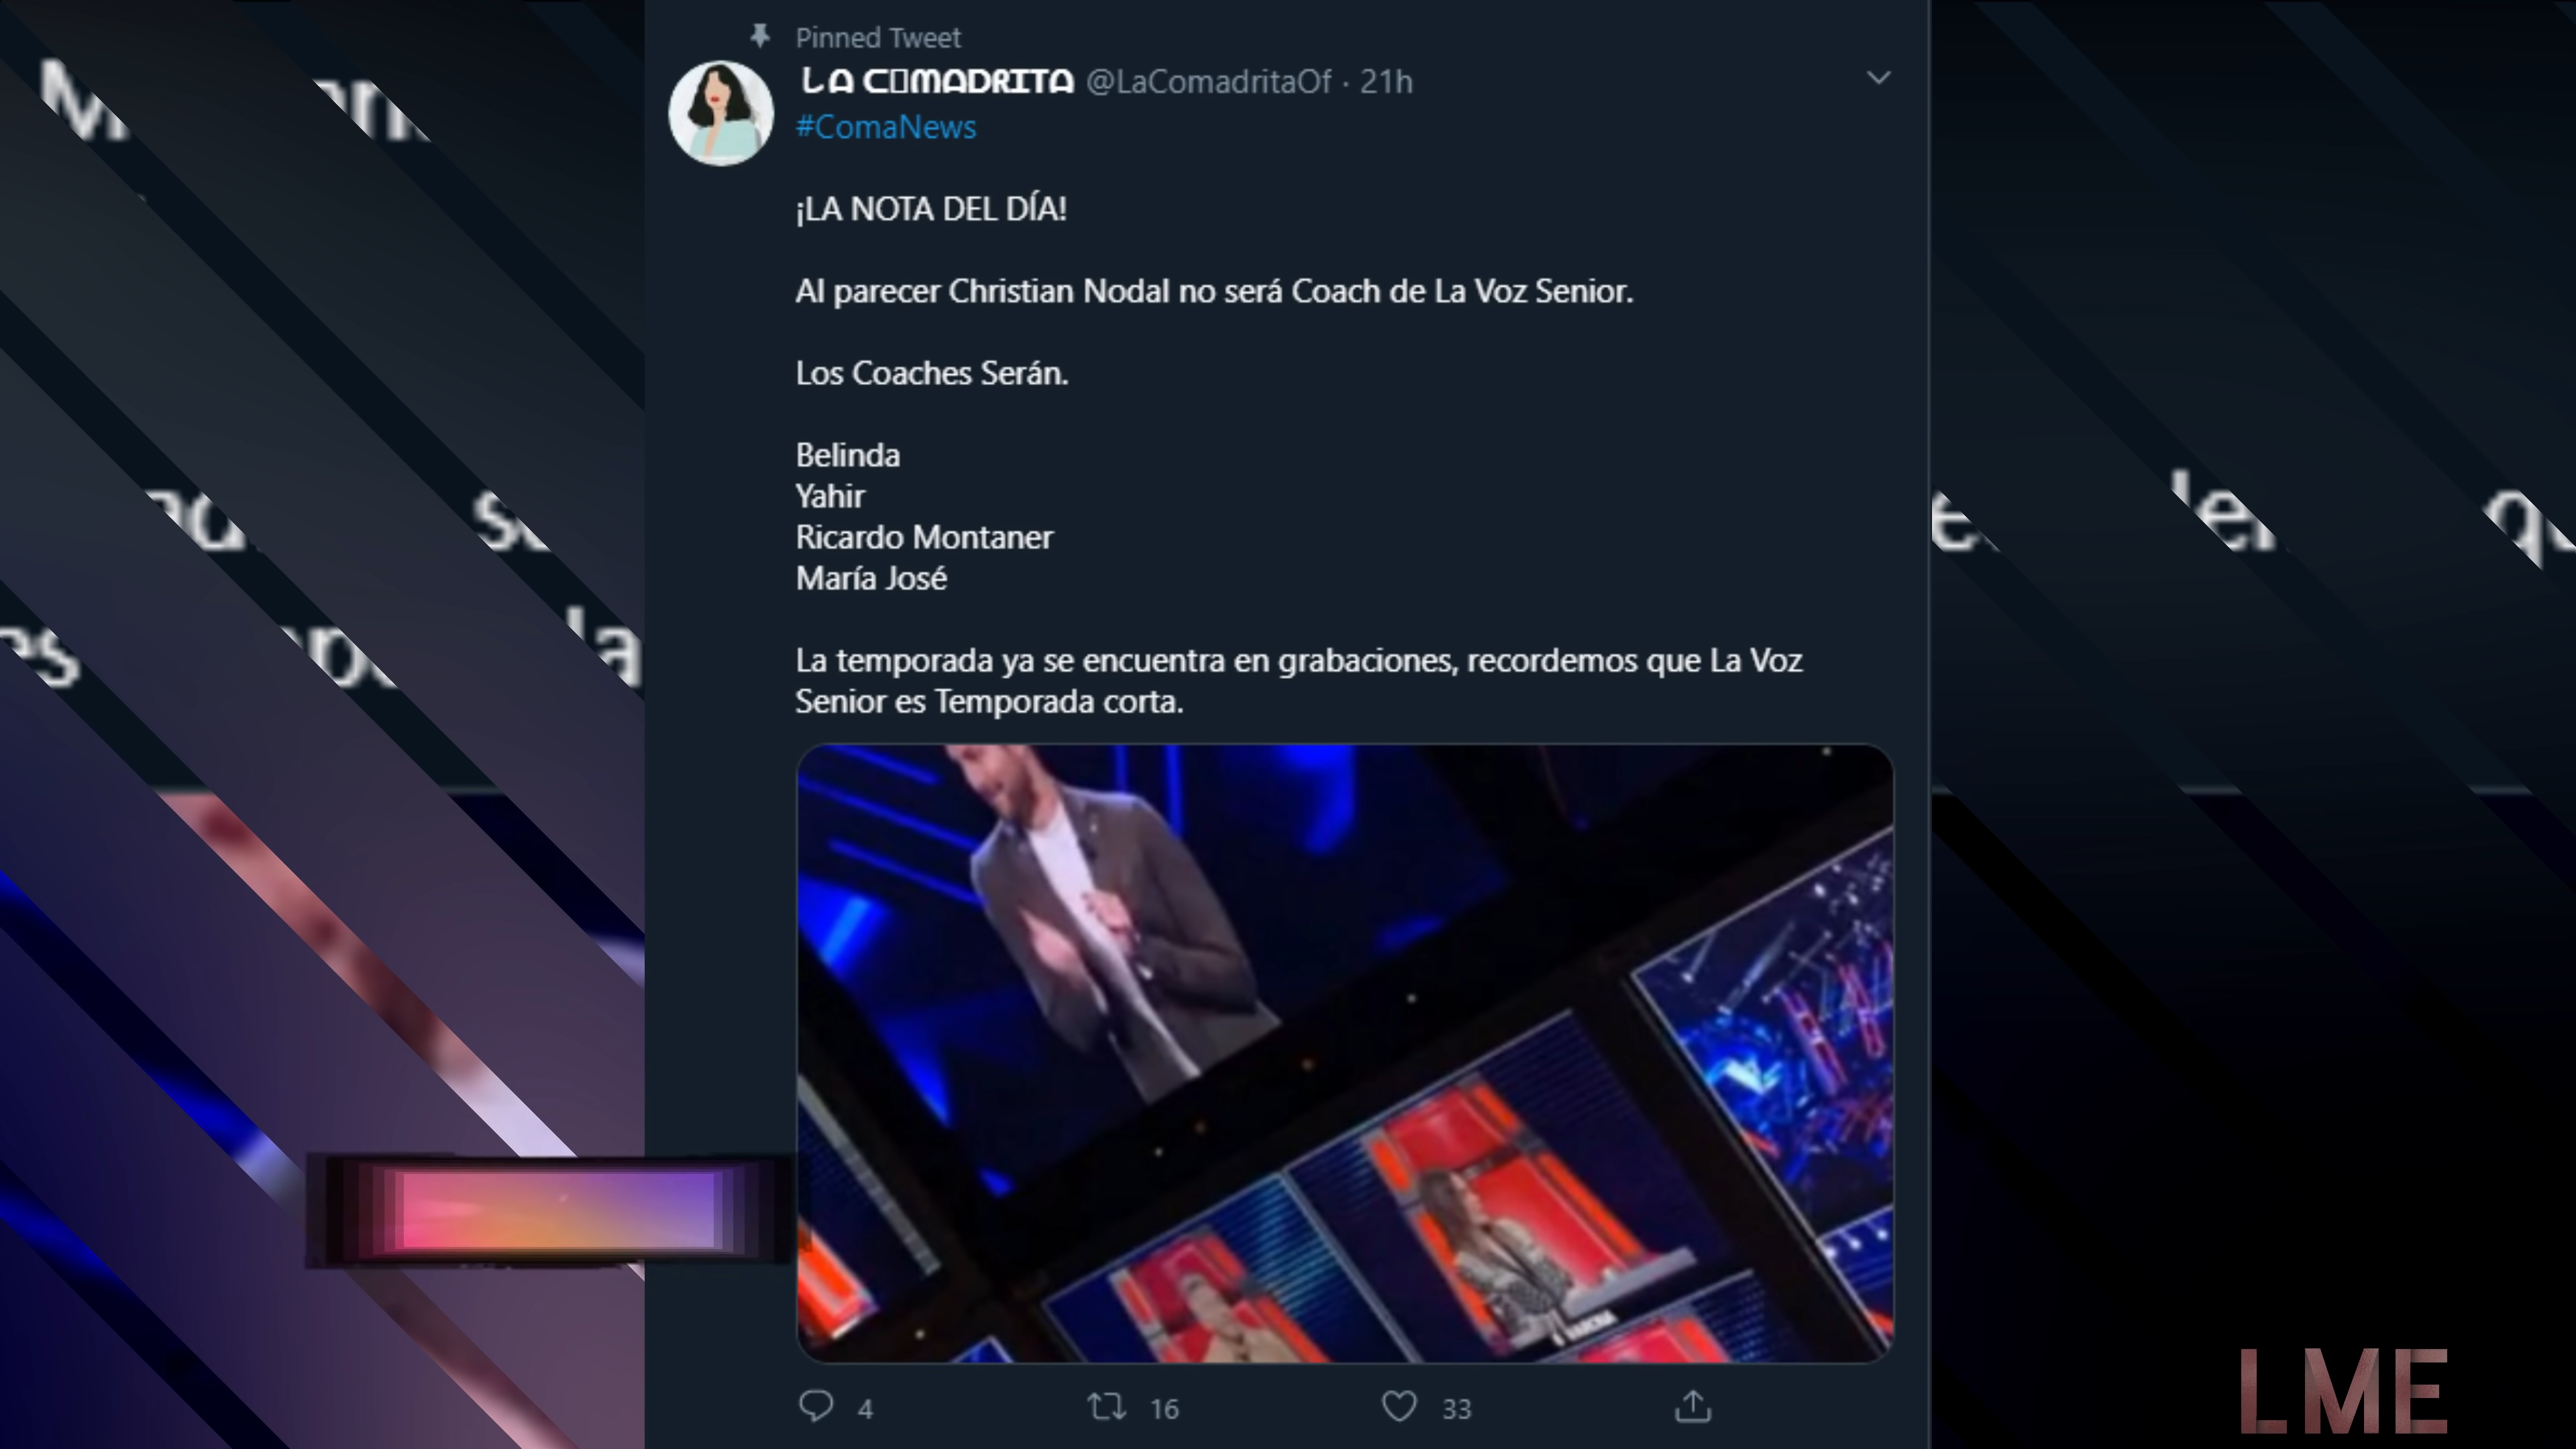 Pinned Tweet
LA C▯MADRITA @LaComadritaOf · 21h
#ComaNews
¡LA NOTA DEL DÍA!
Al parecer Christian Nodal no será Coach de La Voz Senior.
Los Coaches Serán.
Belinda
Yahir
Ricardo Montaner
María José
La temporada ya se encuentra en grabaciones, recordemos que La Voz
Senior es Temporada corta.
4 16 33
LME